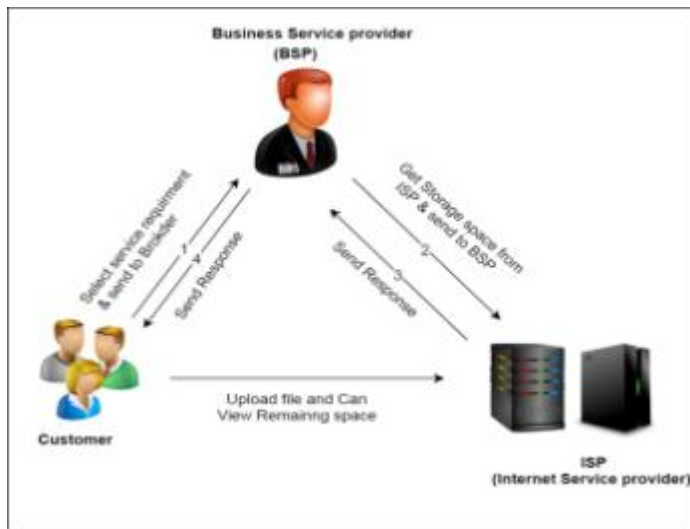 Business Service provider
(BSP)
Select service requirment
& send to Brokder
1
4
Send Response
Get Storage space from
ISP & send to BSP
2
3
Send Response
Upload file and Can
View Remainng space
Customer
ISP
(Internet Service provider)